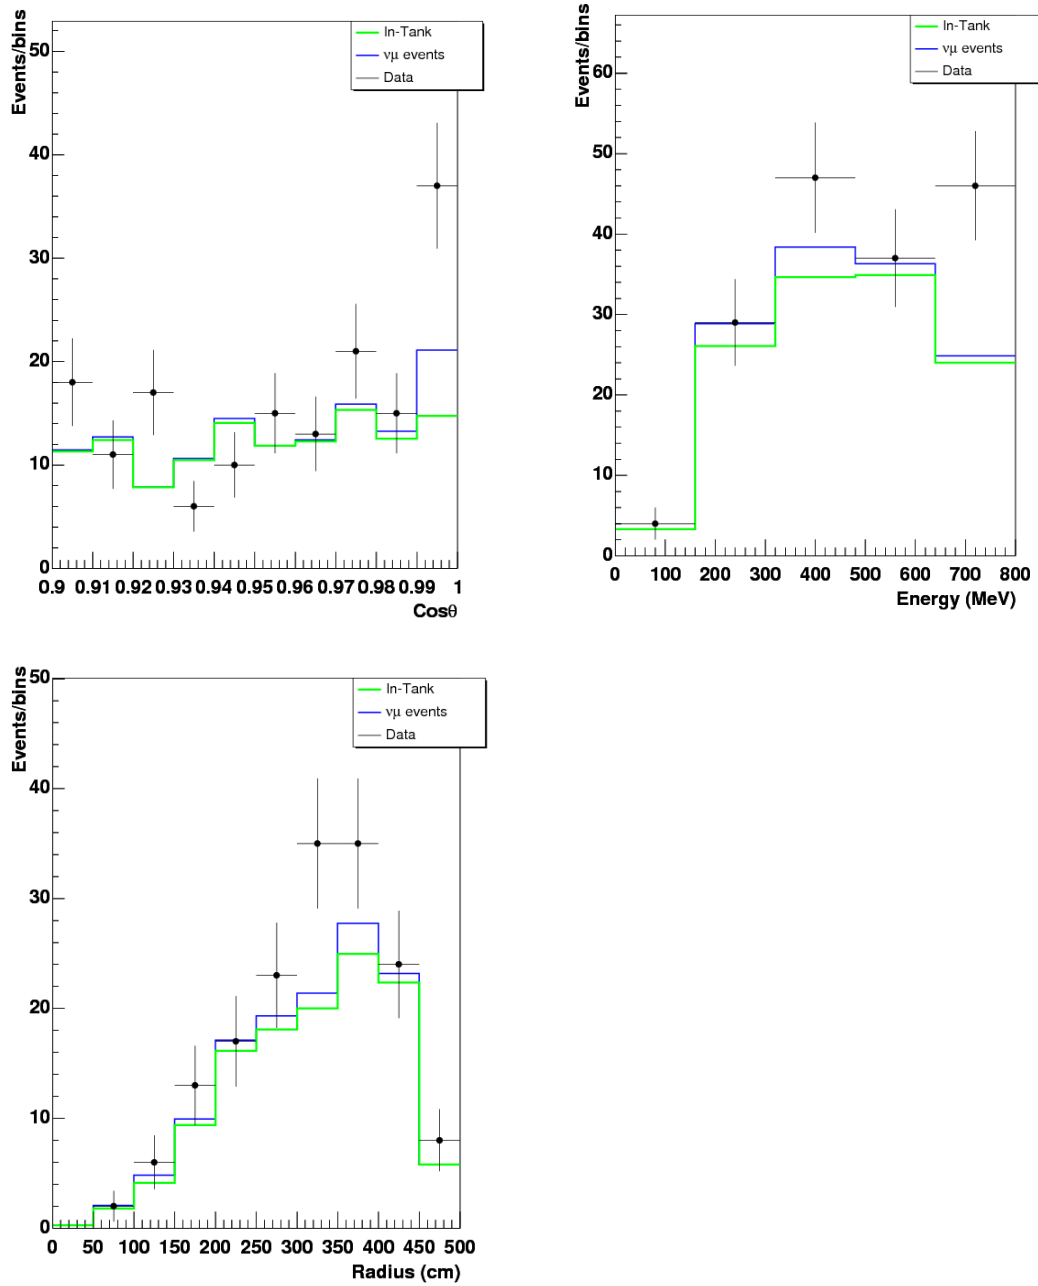 Events/bins
50
40
30
20
10
0
In-Tank
νμ events
Data
0.9 0.91 0.92 0.93 0.94 0.95 0.96 0.97 0.98 0.99 1
Cosθ
Events/bins
60
50
40
30
20
10
0
In-Tank
νμ events
Data
0 100 200 300 400 500 600 700 800
Energy (MeV)
Events/bins
50
40
30
20
10
0
In-Tank
νμ events
Data
0 50 100 150 200 250 300 350 400 450 500
Radius (cm)